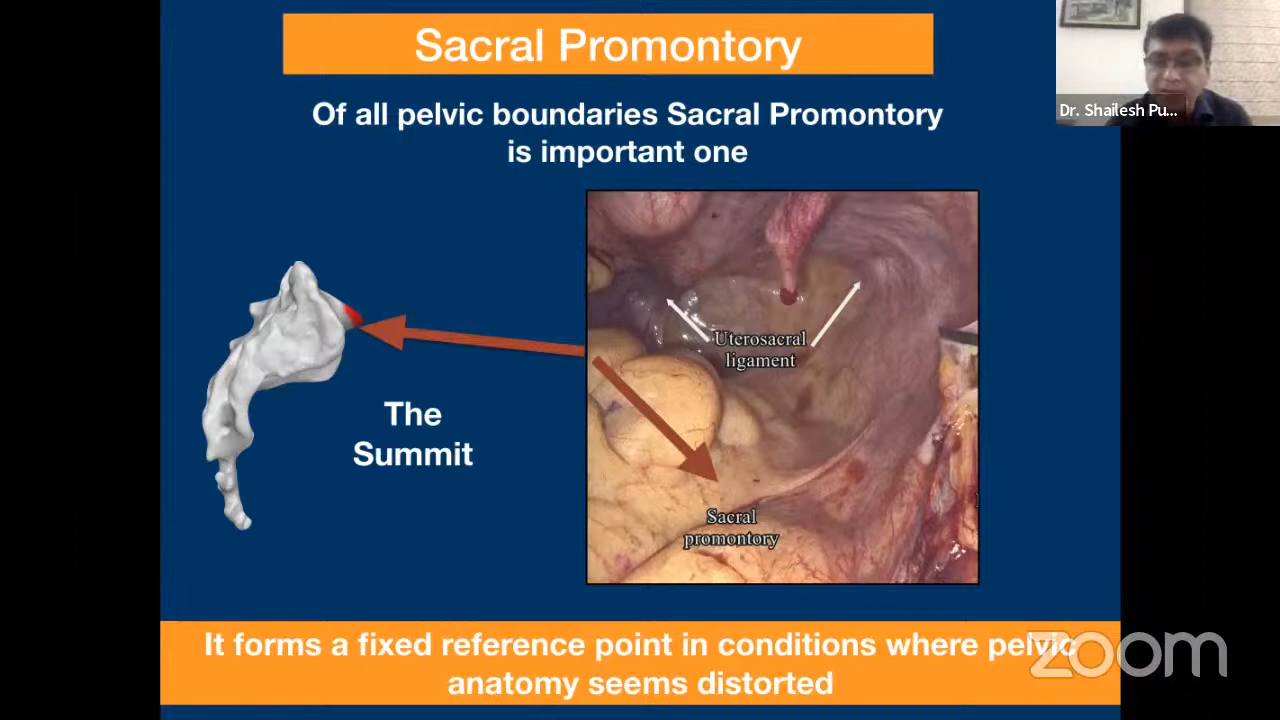 Sacral Promontory
Dr. Shailesh Pu...
Of all pelvic boundaries Sacral Promontory
is important one
Uterosacral
ligament
The
Summit
Sacral
promontory
It forms a fixed reference point in conditions where pelvic
anatomy seems distorted
zoom